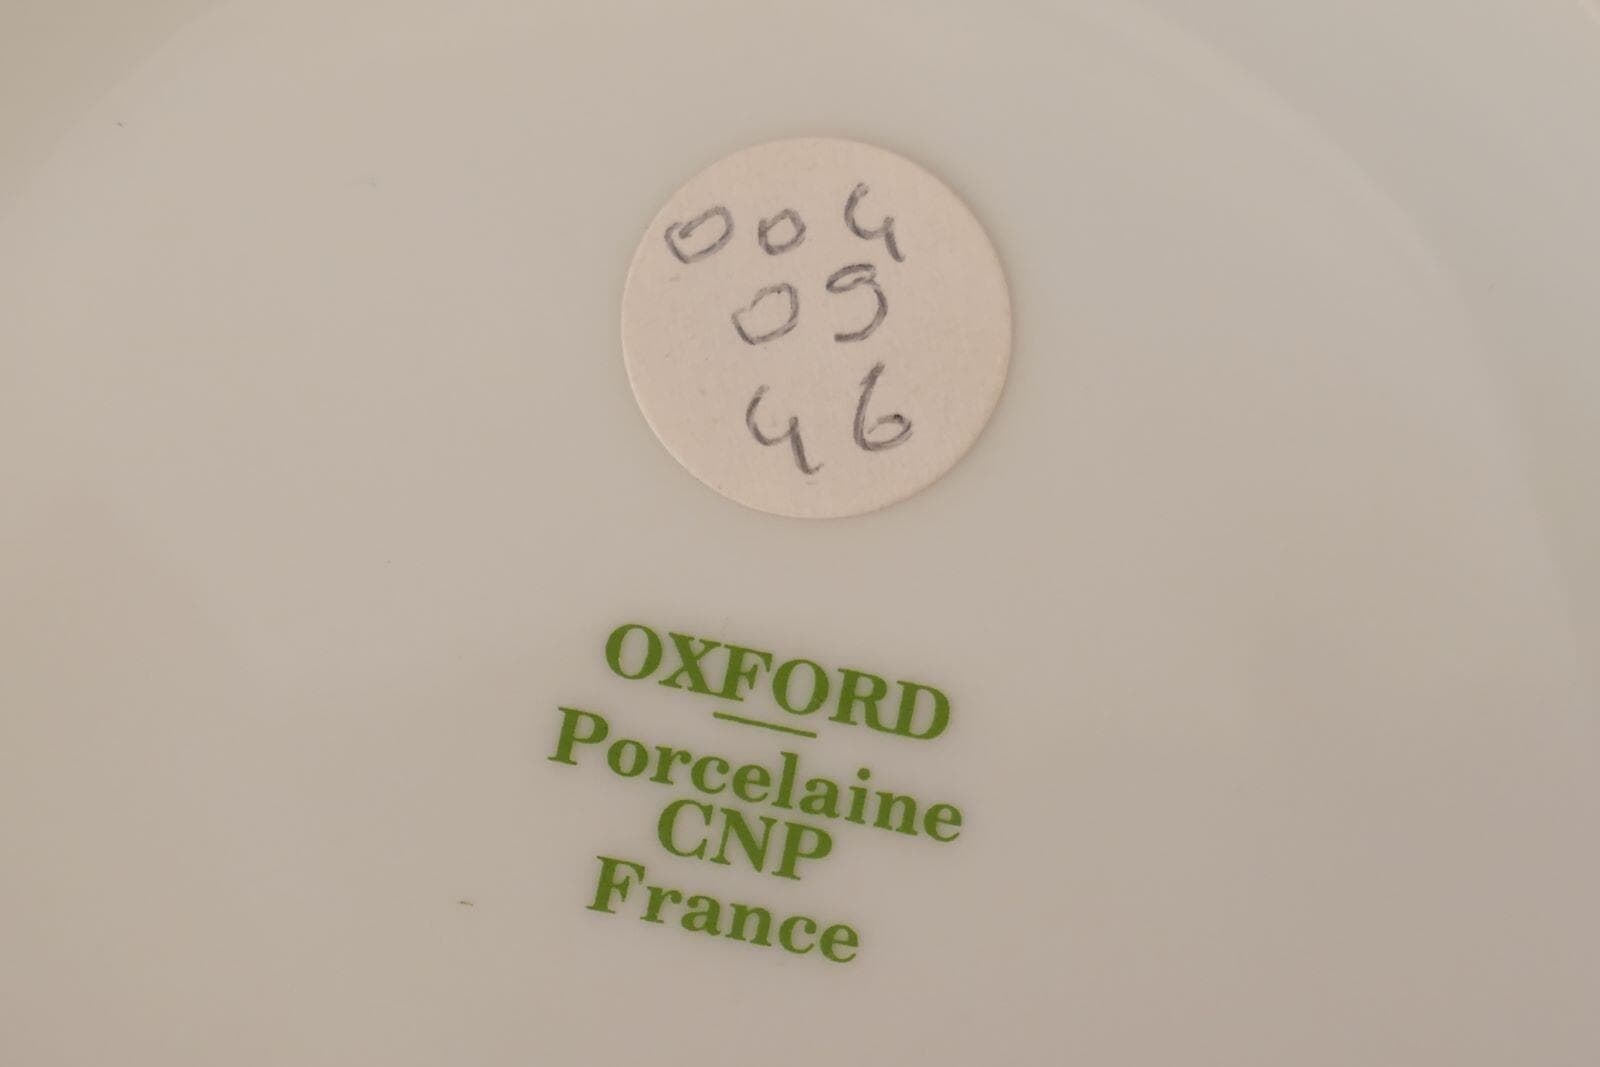 004
09
46
OXFORD
Porcelaine
CNP
France